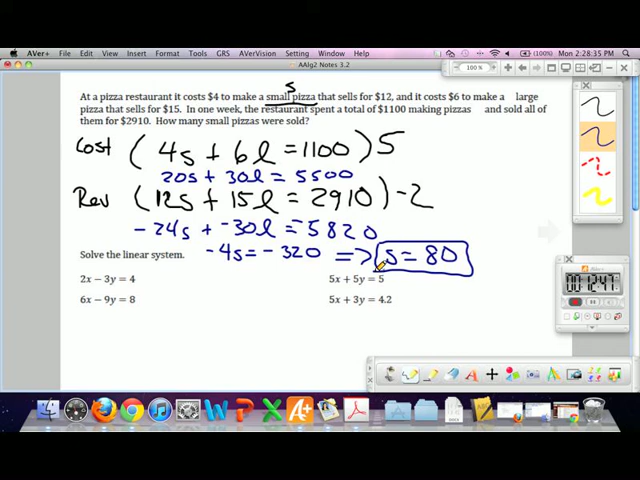 AVer+ File Edit View Insert Format Tools GRS AVerVision Setting Window Help (100%) Mon 2:28:35 PM
AAlg2 Notes 3.2
100 %
At a pizza restaurant it costs $4 to make a small pizza that sells for $12, and it costs $6 to make a large
pizza that sells for $15. In one week, the restaurant spent a total of $1100 making pizzas and sold all of
them for $2910. How many small pizzas were sold?
s
Cost (4s + 6l = 1100) 5
20s + 30l = 5500
Rev (12s + 15l = 2910) -2
-24s + -30l = -5820
-4s = -320 => s = 80
Solve the linear system.
2x − 3y = 4
6x − 9y = 8
5x + 5y = 5
5x + 3y = 4.2
00:12:47